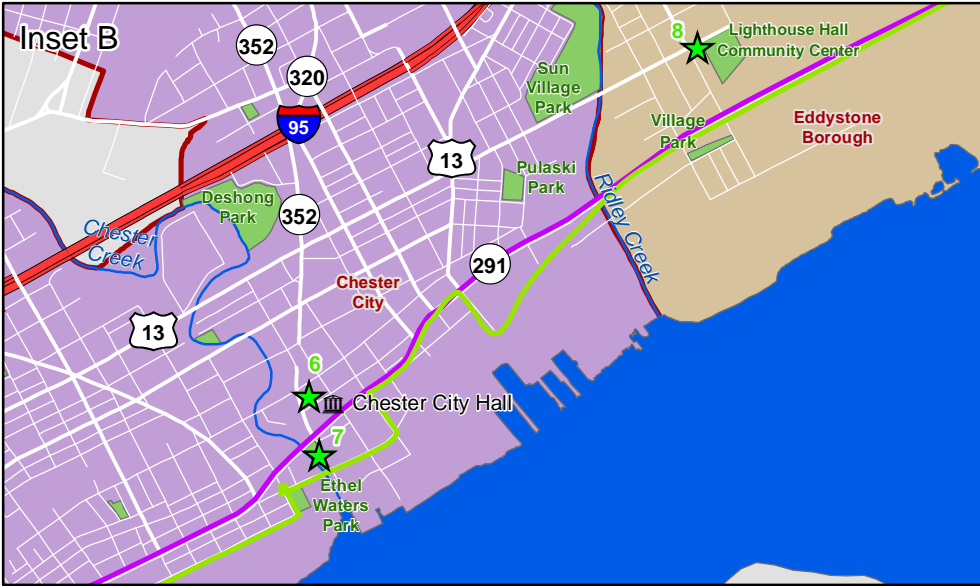 Inset B
352
320
95
8
Lighthouse Hall
Community Center
Sun
Village
Park
13
Village
Park
Eddystone
Borough
Pulaski
Park
Deshong
Park
352
Ridley Creek
Chester
Creek
291
Chester
City
13
6
Chester City Hall
7
Ethel
Waters
Park